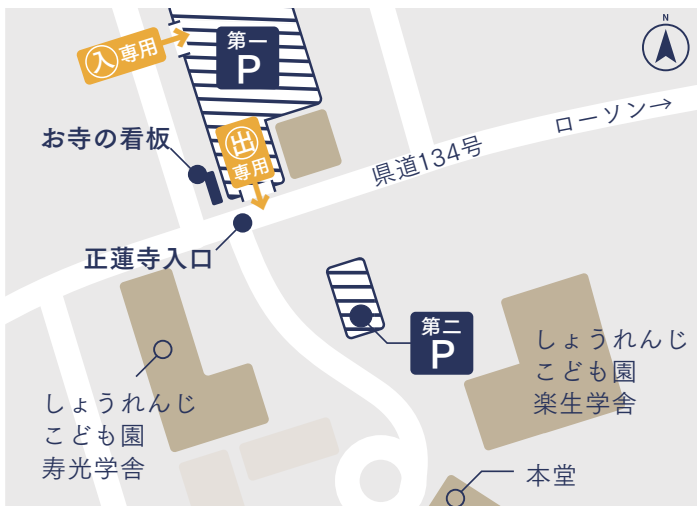 N
入専用
第一
P
ローソン→
お寺の看板
出
専用
県道134号
正蓮寺入口
第二
P
しょうれんじ
こども園
楽生学舎
しょうれんじ
こども園
寿光学舎
本堂